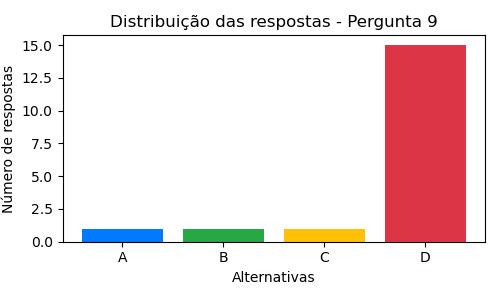 Distribuição das respostas - Pergunta 9
Número de respostas
15.0
12.5
10.0
7.5
5.0
2.5
0.0
A B C D
Alternativas